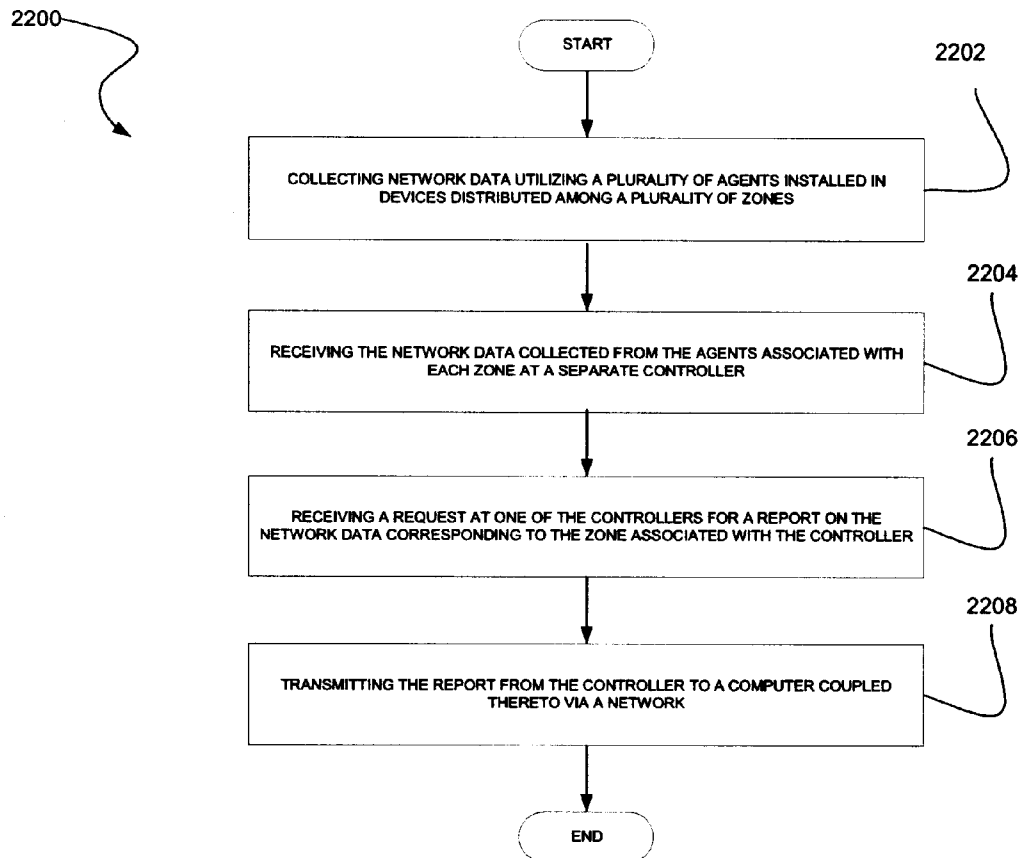 2200
START
2202
COLLECTING NETWORK DATA UTILIZING A PLURALITY OF AGENTS INSTALLED IN
DEVICES DISTRIBUTED AMONG A PLURALITY OF ZONES
2204
RECEIVING THE NETWORK DATA COLLECTED FROM THE AGENTS ASSOCIATED WITH
EACH ZONE AT A SEPARATE CONTROLLER
2206
RECEIVING A REQUEST AT ONE OF THE CONTROLLERS FOR A REPORT ON THE
NETWORK DATA CORRESPONDING TO THE ZONE ASSOCIATED WITH THE CONTROLLER
2208
TRANSMITTING THE REPORT FROM THE CONTROLLER TO A COMPUTER COUPLED
THERETO VIA A NETWORK
END